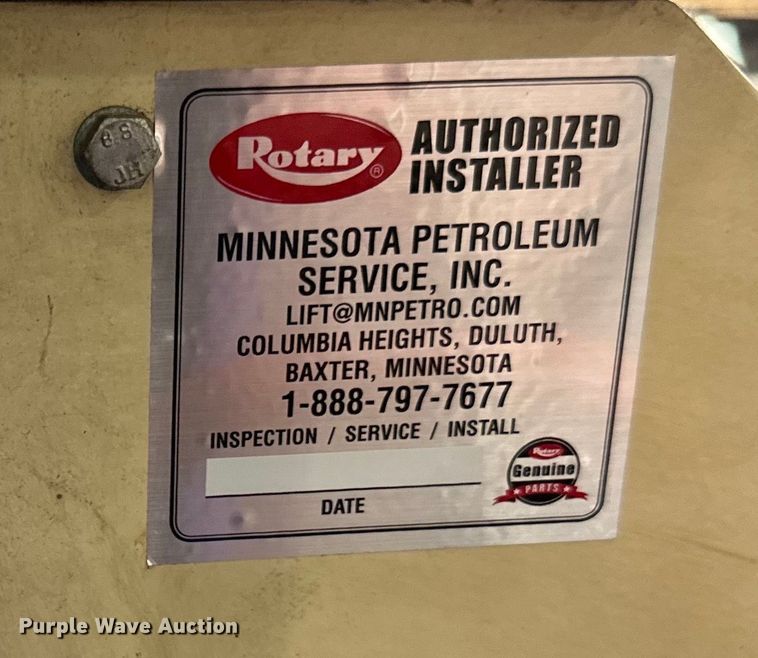 8.8
JH
Rotary®
AUTHORIZED
INSTALLER
MINNESOTA PETROLEUM
SERVICE, INC.
LIFT@MNPETRO.COM
COLUMBIA HEIGHTS, DULUTH,
BAXTER, MINNESOTA
1-888-797-7677
INSPECTION / SERVICE / INSTALL
Rotary
Genuine
PARTS
DATE
Purple Wave Auction